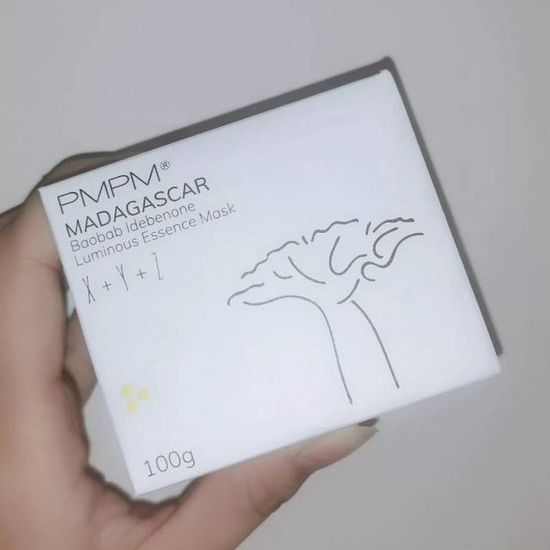 PMPM®
MADAGASCAR
Baobab Idebenone
Luminous Essence Mask
X + Y + Z
100g